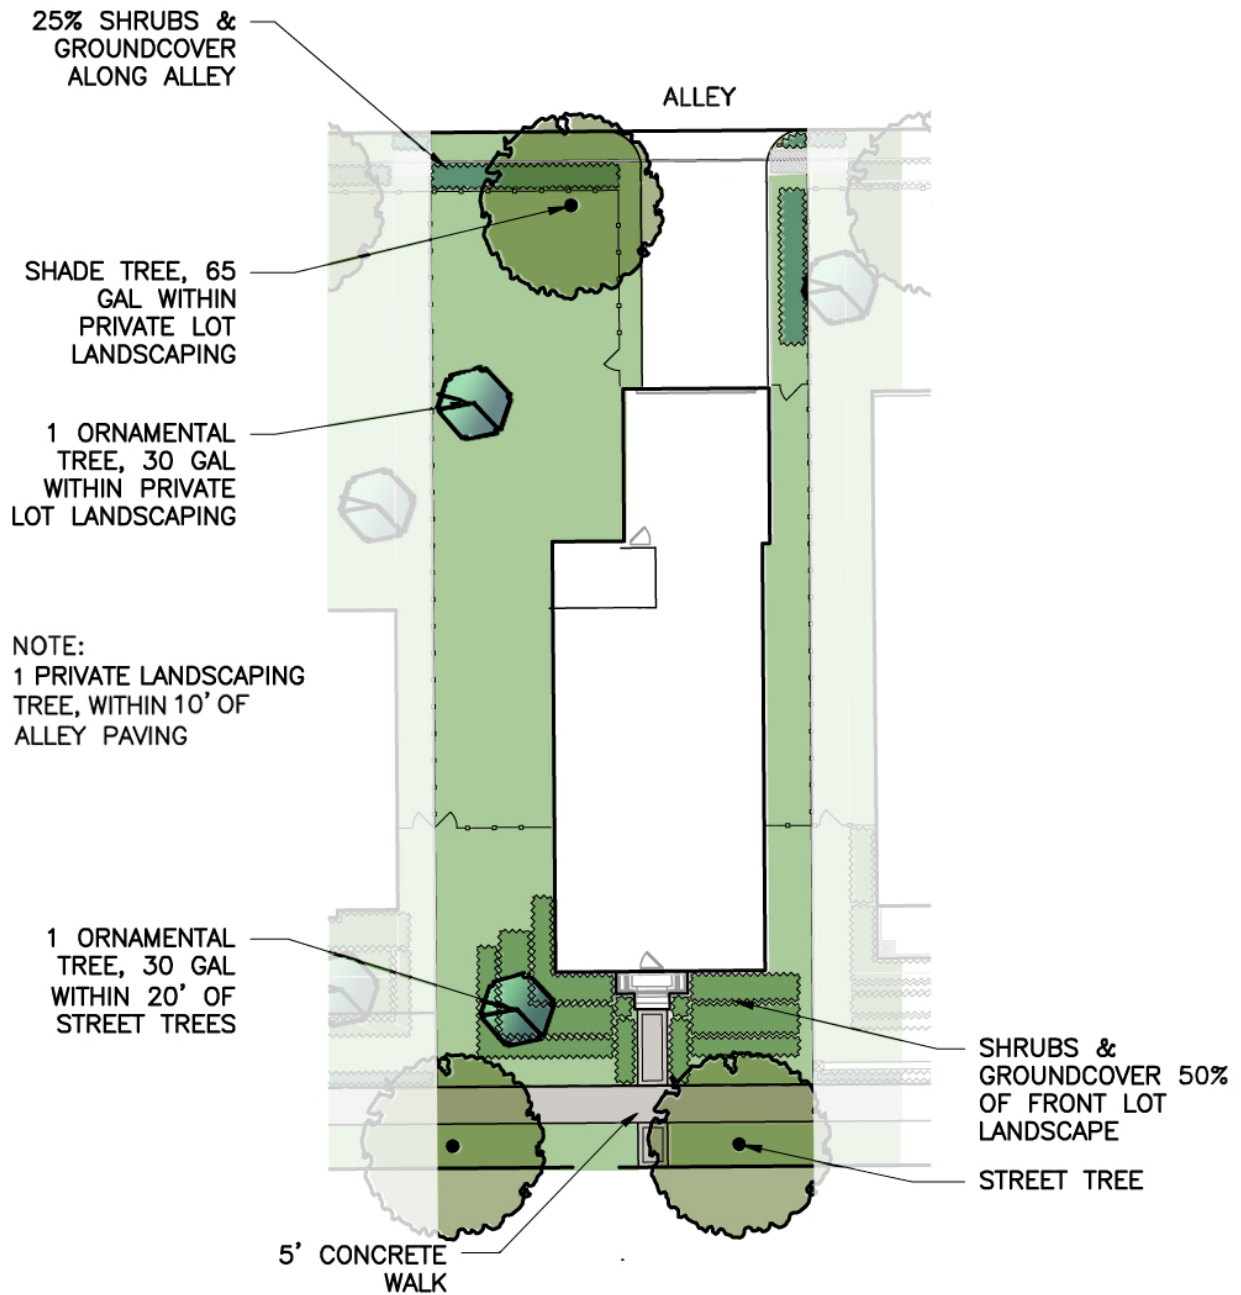 25% SHRUBS &
GROUNDCOVER
ALONG ALLEY
ALLEY
SHADE TREE, 65
GAL WITHIN
PRIVATE LOT
LANDSCAPING
1 ORNAMENTAL
TREE, 30 GAL
WITHIN PRIVATE
LOT LANDSCAPING
NOTE:
1 PRIVATE LANDSCAPING
TREE, WITHIN 10' OF
ALLEY PAVING
1 ORNAMENTAL
TREE, 30 GAL
WITHIN 20' OF
STREET TREES
SHRUBS &
GROUNDCOVER 50%
OF FRONT LOT
LANDSCAPE
STREET TREE
5' CONCRETE
WALK